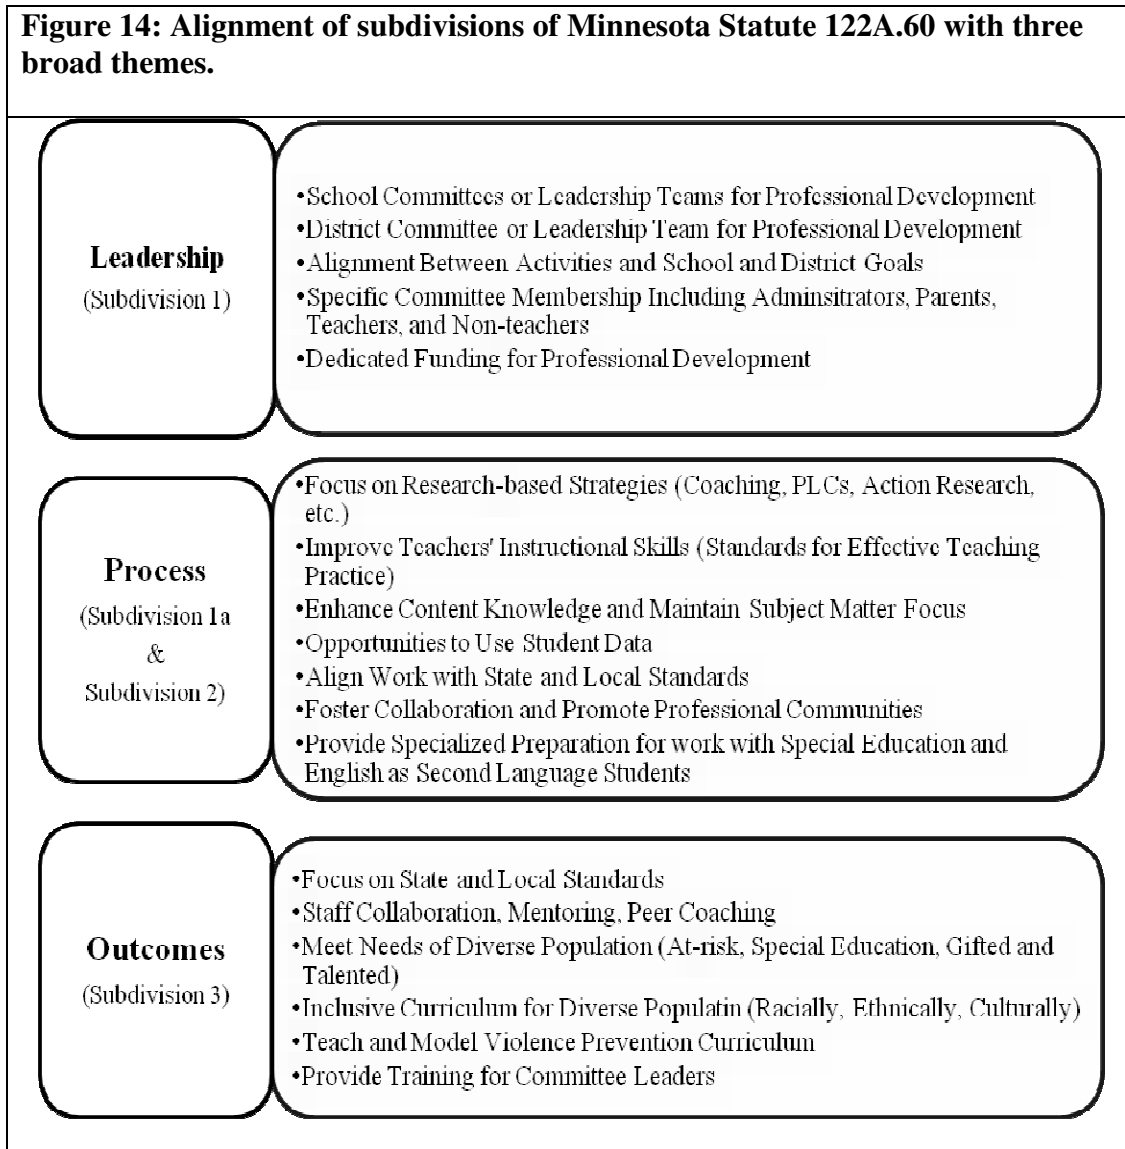 Figure 14: Alignment of subdivisions of Minnesota Statute 122A.60 with three
broad themes.
Leadership
(Subdivision 1)
•School Committees or Leadership Teams for Professional Development
•District Committee or Leadership Team for Professional Development
•Alignment Between Activities and School and District Goals
•Specific Committee Membership Including Adminsitrators, Parents,
Teachers, and Non-teachers
•Dedicated Funding for Professional Development
Process
(Subdivision 1a
&
Subdivision 2)
•Focus on Research-based Strategies (Coaching, PLCs, Action Research,
etc.)
•Improve Teachers' Instructional Skills (Standards for Effective Teaching
Practice)
•Enhance Content Knowledge and Maintain Subject Matter Focus
•Opportunities to Use Student Data
•Align Work with State and Local Standards
•Foster Collaboration and Promote Professional Communities
•Provide Specialized Preparation for work with Special Education and
English as Second Language Students
Outcomes
(Subdivision 3)
•Focus on State and Local Standards
•Staff Collaboration, Mentoring, Peer Coaching
•Meet Needs of Diverse Population (At-risk, Special Education, Gifted and
Talented)
•Inclusive Curriculum for Diverse Populatin (Racially, Ethnically, Culturally)
•Teach and Model Violence Prevention Curriculum
•Provide Training for Committee Leaders